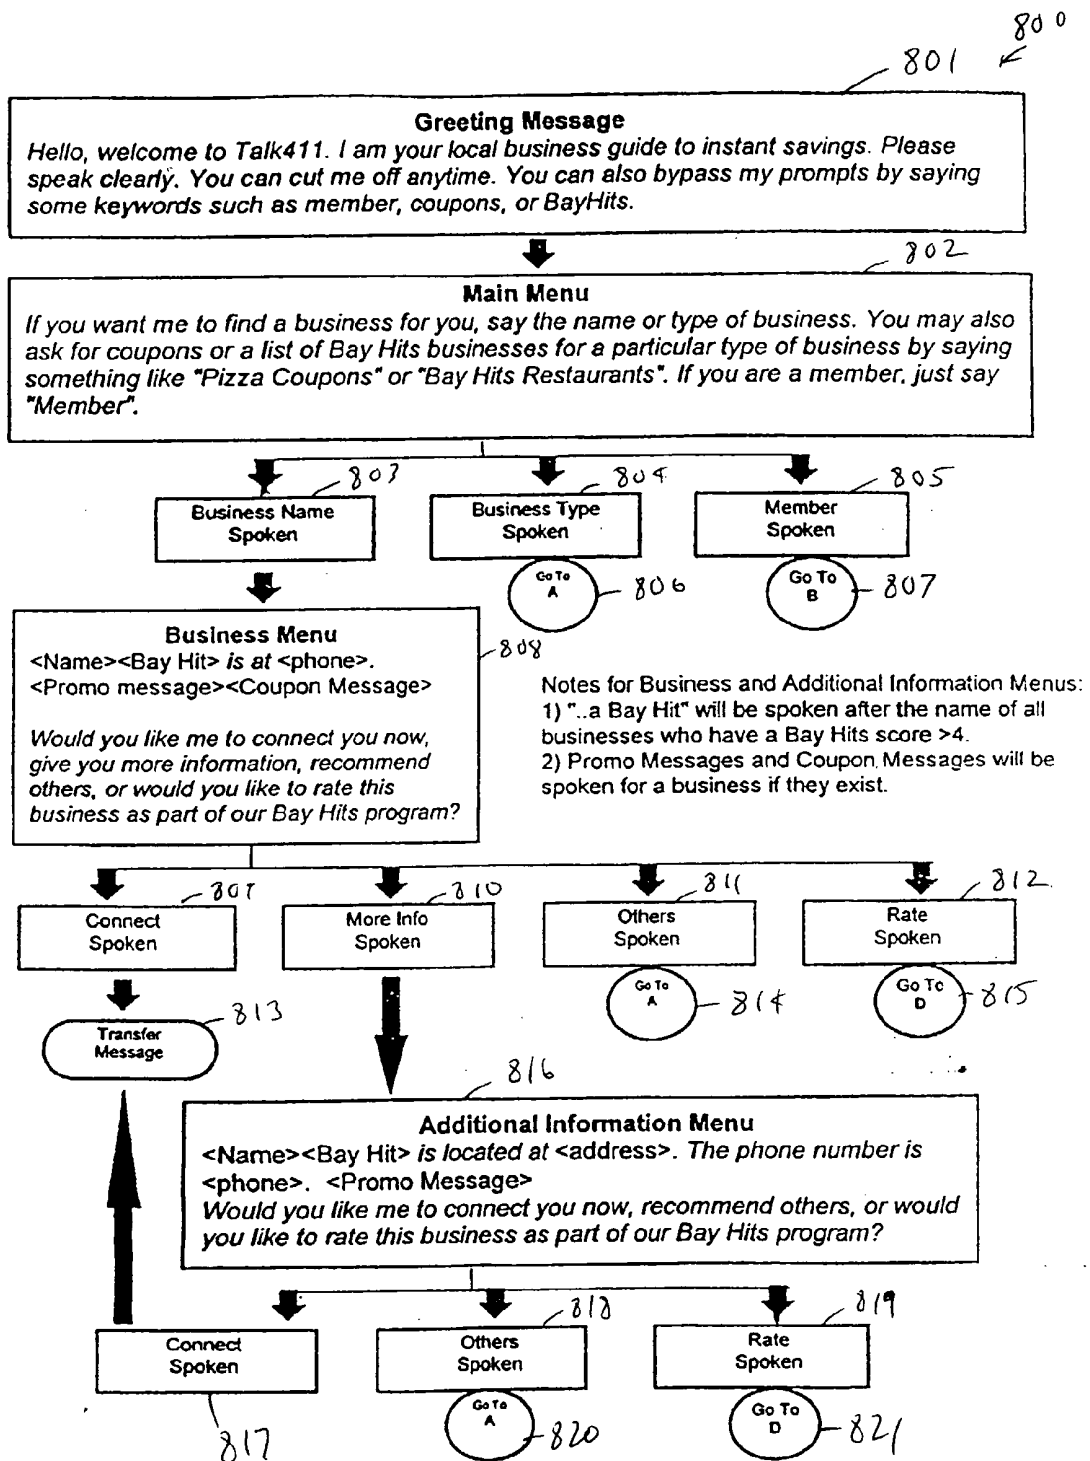 800
801
Greeting Message
Hello, welcome to Talk411. I am your local business guide to instant savings. Please
speak clearly. You can cut me off anytime. You can also bypass my prompts by saying
some keywords such as member, coupons, or BayHits.
802
Main Menu
If you want me to find a business for you, say the name or type of business. You may also
ask for coupons or a list of Bay Hits businesses for a particular type of business by saying
something like "Pizza Coupons" or "Bay Hits Restaurants". If you are a member, just say
"Member".
803
804
805
Business Name
Spoken
Business Type
Spoken
Member
Spoken
Go To
A
806
Go To
B
807
Business Menu
<Name><Bay Hit> is at <phone>.
<Promo message><Coupon Message>
Would you like me to connect you now,
give you more information, recommend
others, or would you like to rate this
business as part of our Bay Hits program?
808
Notes for Business and Additional Information Menus:
1) "..a Bay Hit" will be spoken after the name of all
businesses who have a Bay Hits score >4.
2) Promo Messages and Coupon Messages will be
spoken for a business if they exist.
809
810
811
812
Connect
Spoken
More Info
Spoken
Others
Spoken
Rate
Spoken
813
Transfer
Message
Go To
A
814
Go To
D
815
816
Additional Information Menu
<Name><Bay Hit> is located at <address>. The phone number is
<phone>. <Promo Message>
Would you like me to connect you now, recommend others, or would
you like to rate this business as part of our Bay Hits program?
818
819
Connect
Spoken
Others
Spoken
Rate
Spoken
817
Go To
A
820
Go To
D
821